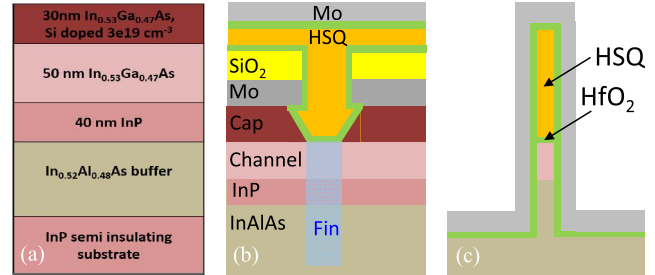 30nm In0.53Ga0.47As,
Si doped 3e19 cm-3
50 nm In0.53Ga0.47As
40 nm InP
In0.52Al0.48As buffer
InP semi insulating
substrate
(a)
Mo
HSQ
SiO2
Mo
Cap
Channel
InP
InAlAs
Fin
(b)
HSQ
HfO2
(c)